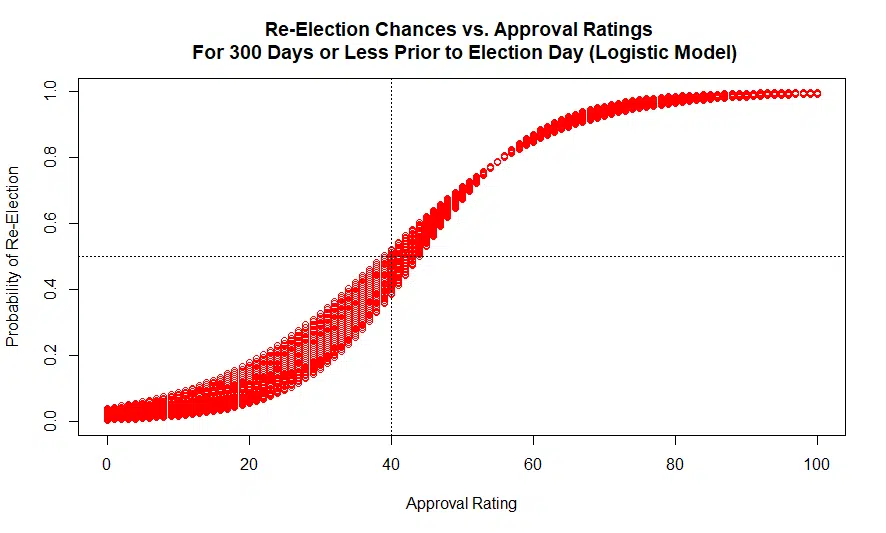 Re-Election Chances vs. Approval Ratings
For 300 Days or Less Prior to Election Day (Logistic Model)
Probability of Re-Election
1.0
0.8
0.6
0.4
0.2
0.0
0 20 40 60 80 100
Approval Rating